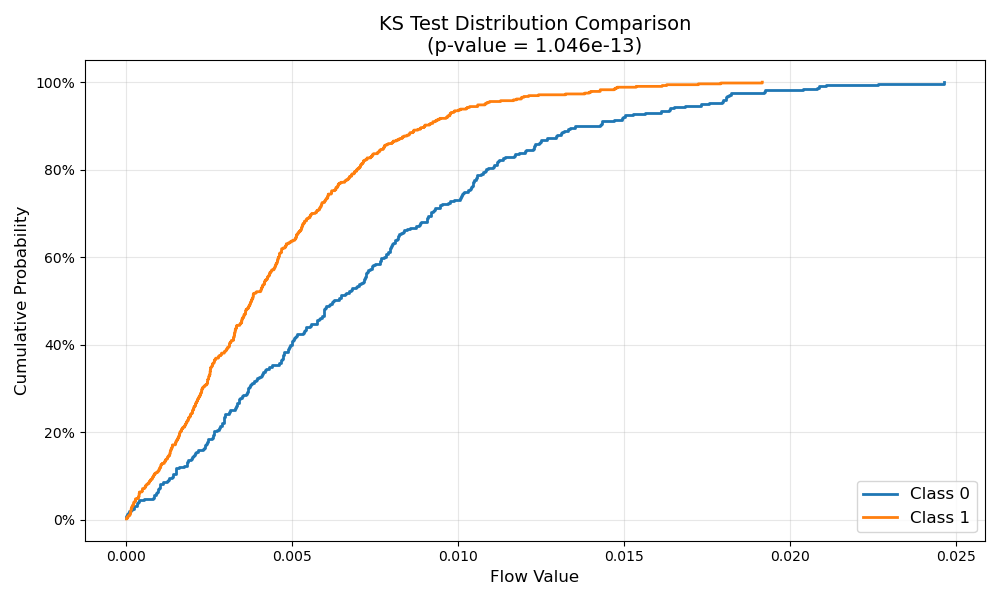 KS Test Distribution Comparison
(p-value = 1.046e-13)
Cumulative Probability
100%
80%
60%
40%
20%
0%
0.000 0.005 0.010 0.015 0.020 0.025
Flow Value
Class 0
Class 1